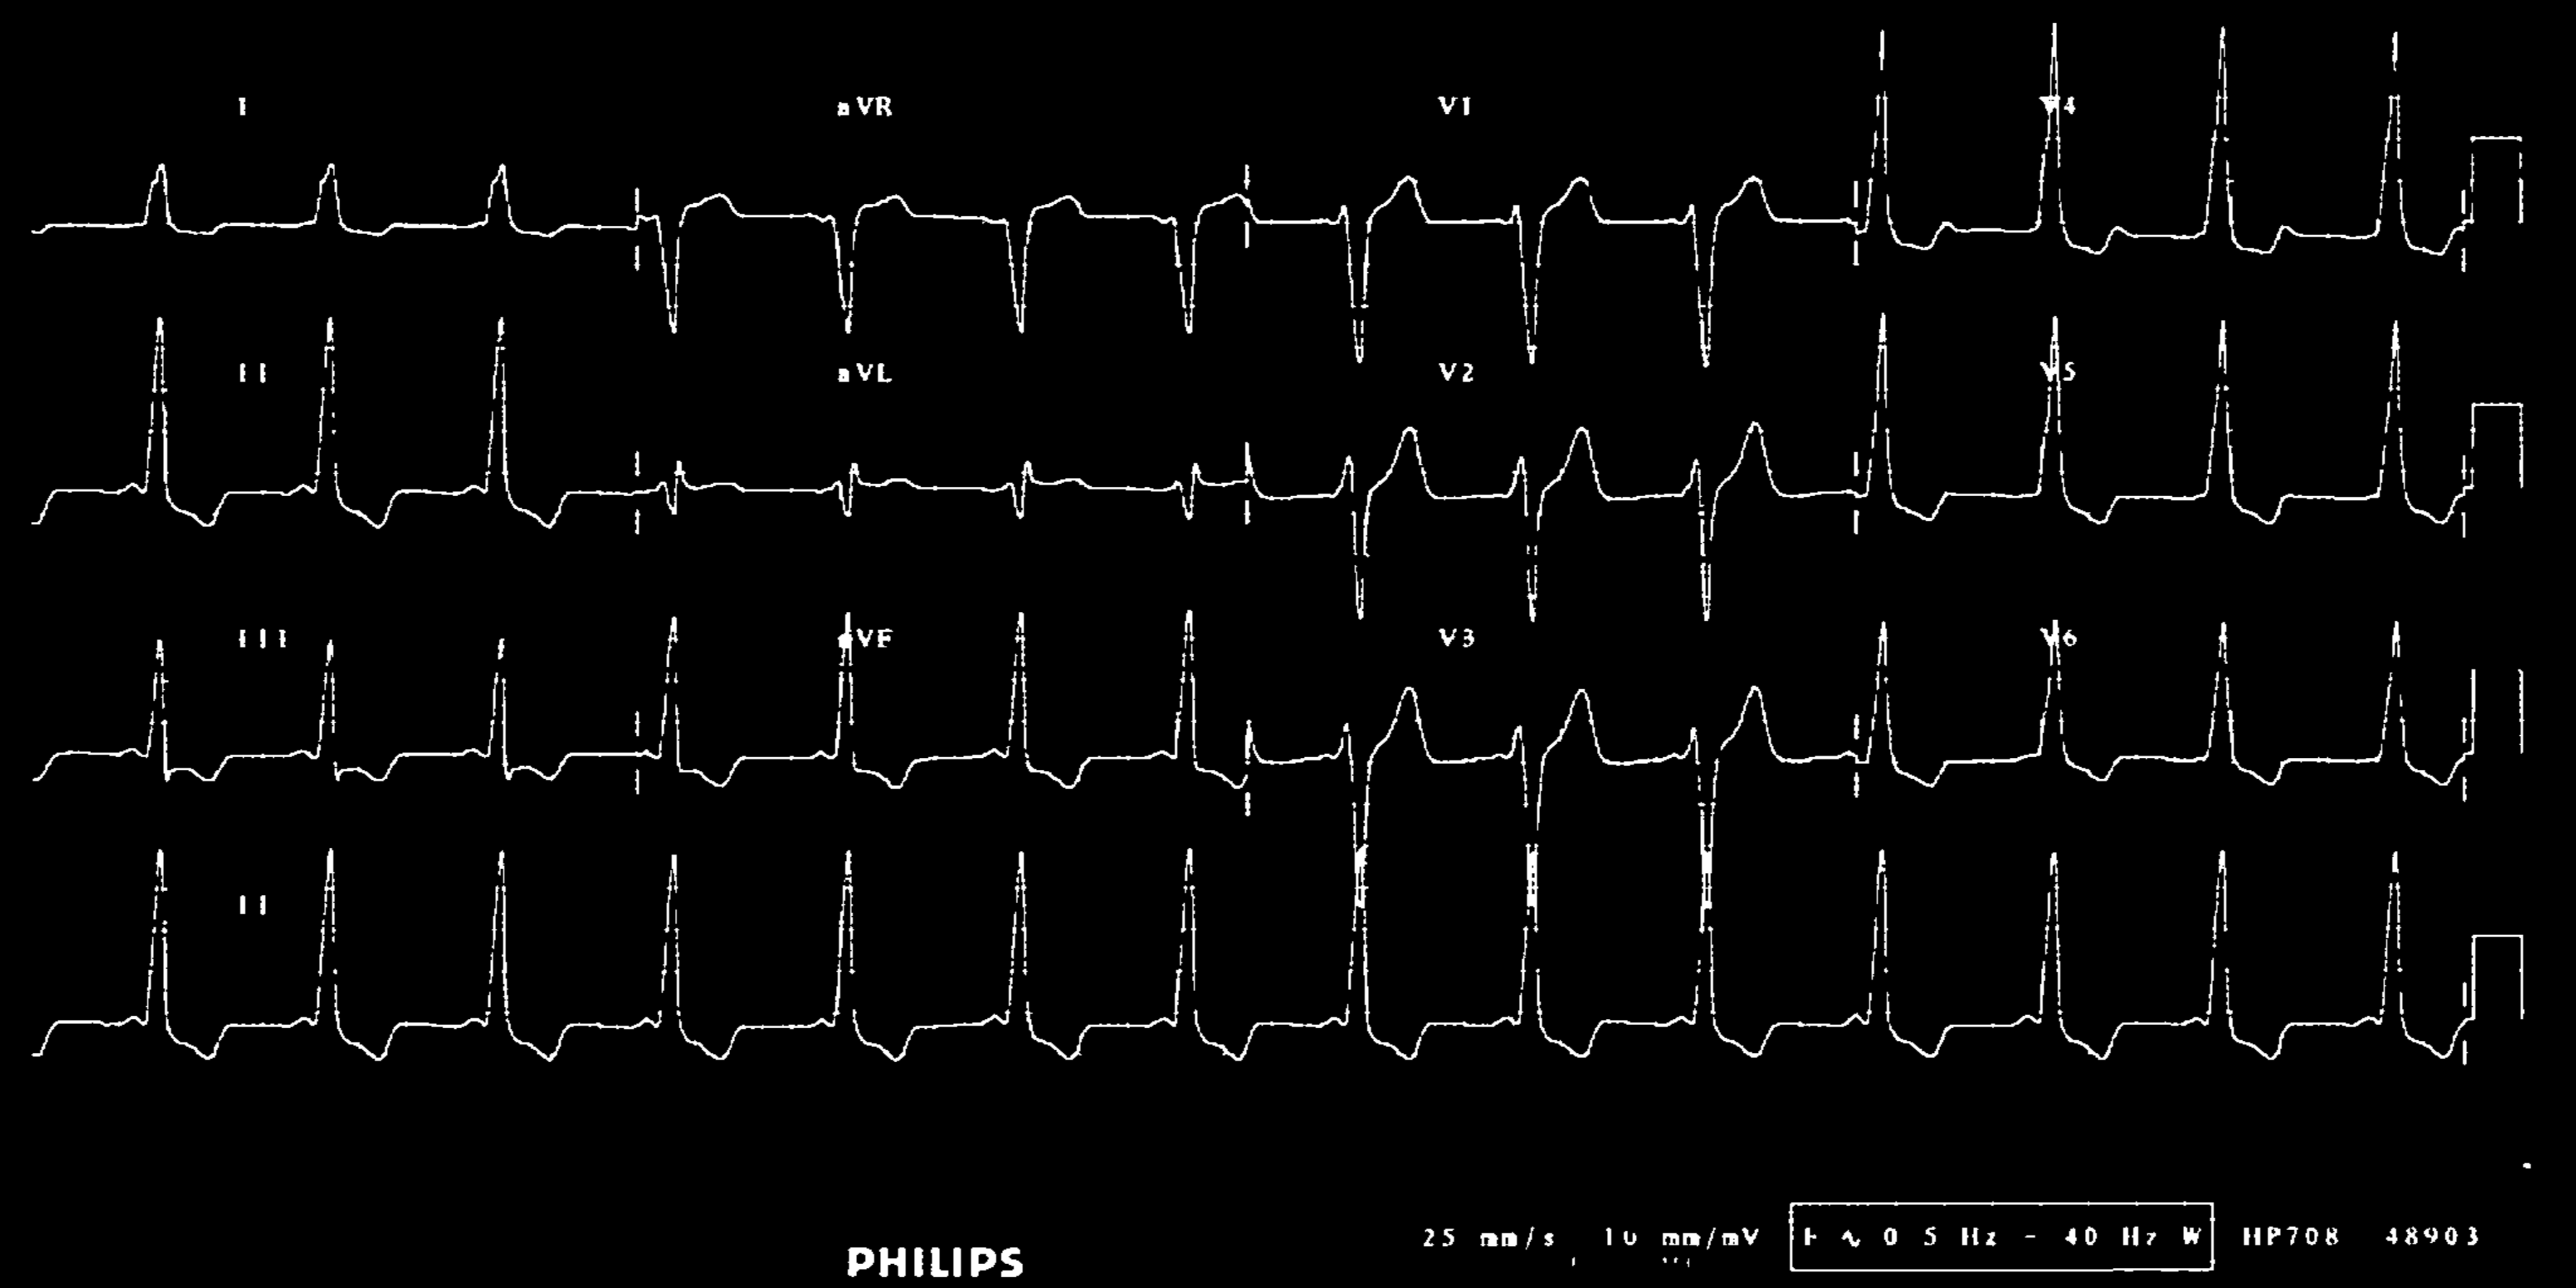 I aVR V1 V4
II aVL V2 V5
III aVF V3 V6
II
25 mm/s 10 mm/mV F ∿ 0 5 Hz - 40 Hz W HP708 48903
PHILIPS